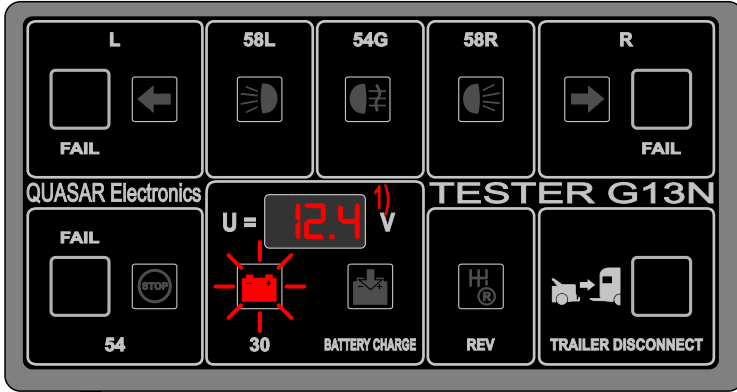 L
58L
54G
58R
R
FAIL
FAIL
QUASAR Electronics
TESTER G13N
U = 12.4 1) V
FAIL
STOP
R
54
30
BATTERY CHARGE
REV
TRAILER DISCONNECT